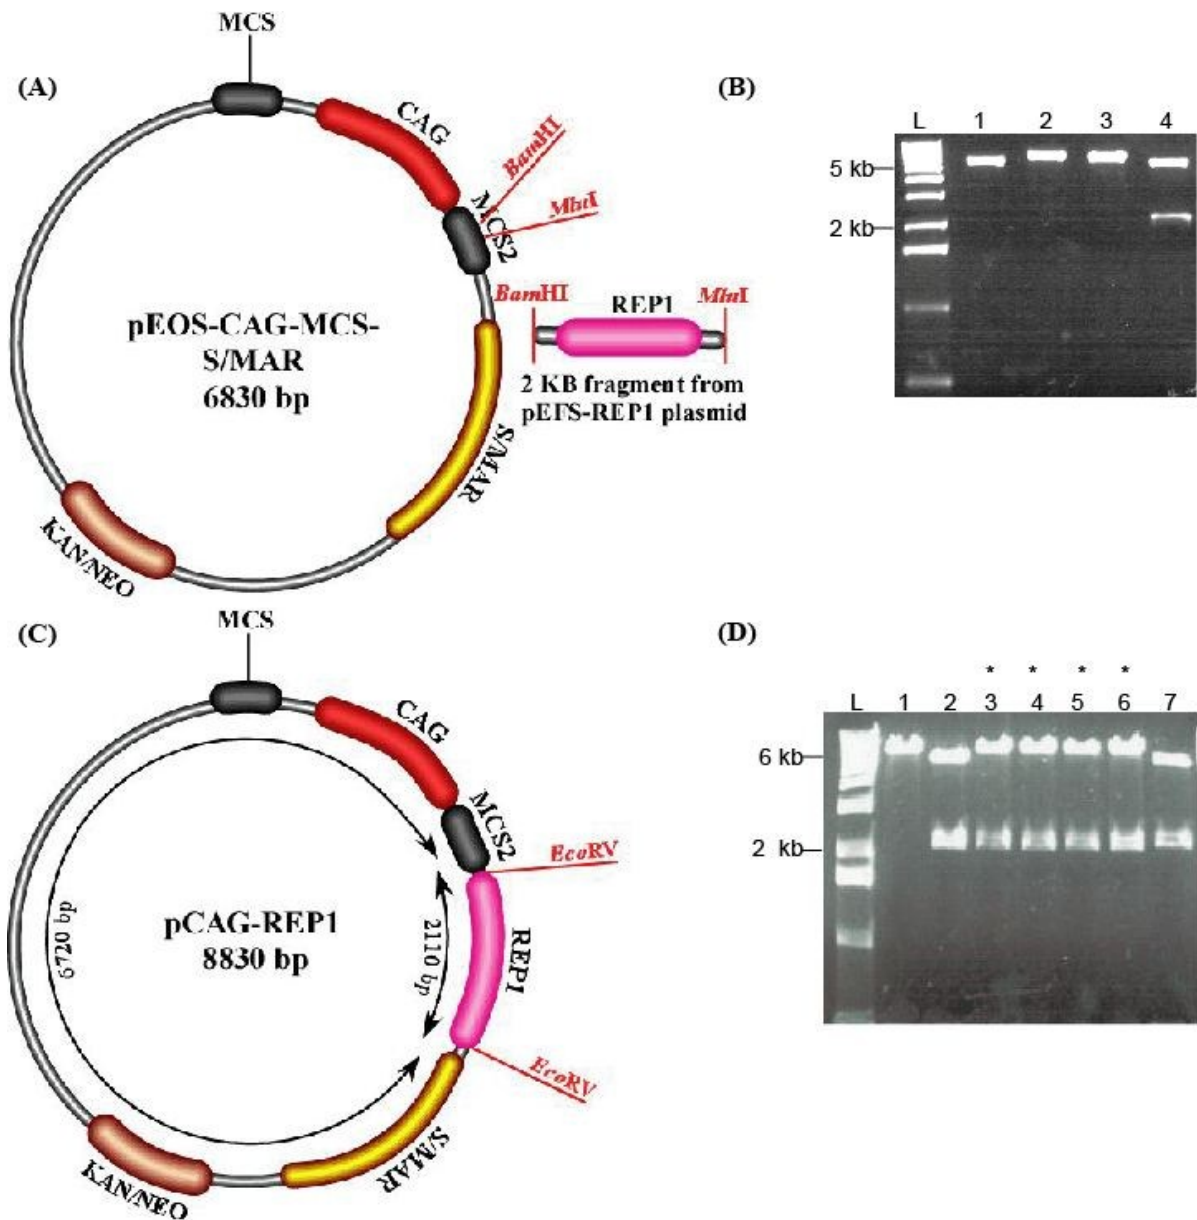 (A)
MCS
CAG
BamHI
MluI
MCS2
pEOS-CAG-MCS-
S/MAR
6830 bp
S/MAR
KAN/NEO
BamHI
REP1
MluI
2 KB fragment from
pEFS-REP1 plasmid
(B)
L 1 2 3 4
5 kb
2 kb
(C)
MCS
CAG
MCS2
EcoRV
REP1
EcoRV
pCAG-REP1
8830 bp
6720 bp
2110 bp
S/MAR
KAN/NEO
(D)
* * * *
L 1 2 3 4 5 6 7
6 kb
2 kb